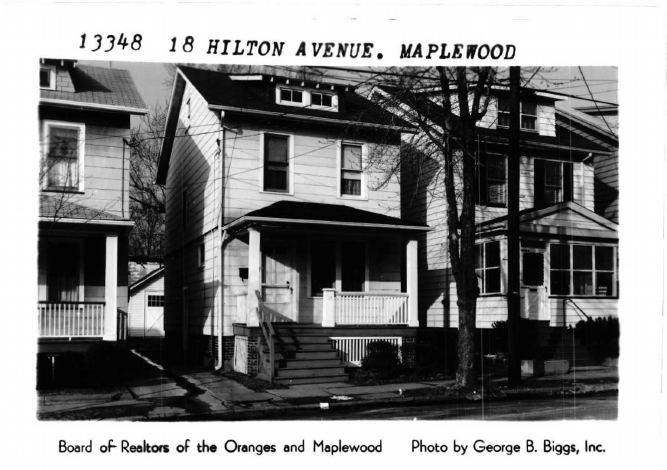 13348 18 HILTON AVENUE. MAPLEWOOD
Board of Realtors of the Oranges and Maplewood Photo by George B. Biggs, Inc.